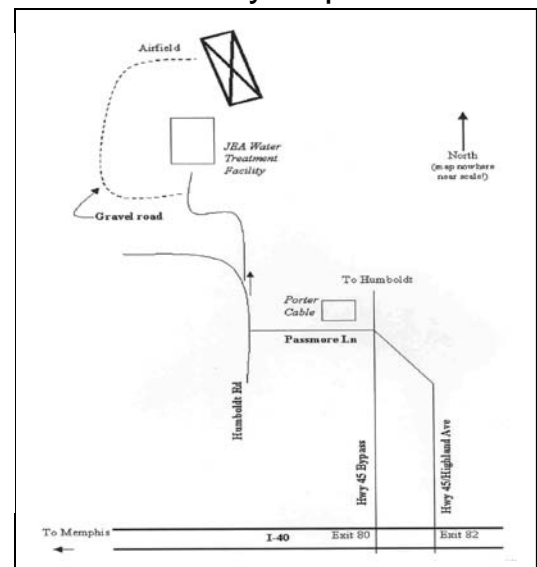 Airfield
JEA Water
Treatment
Facility
North
(map nowhere
near scale!)
Gravel road
To Humboldt
Porter
Cable
Passmore Ln
Humboldt Rd
Hwy 45 Bypass
Hwy 45/Highland Ave
To Memphis
I-40
Exit 80
Exit 82